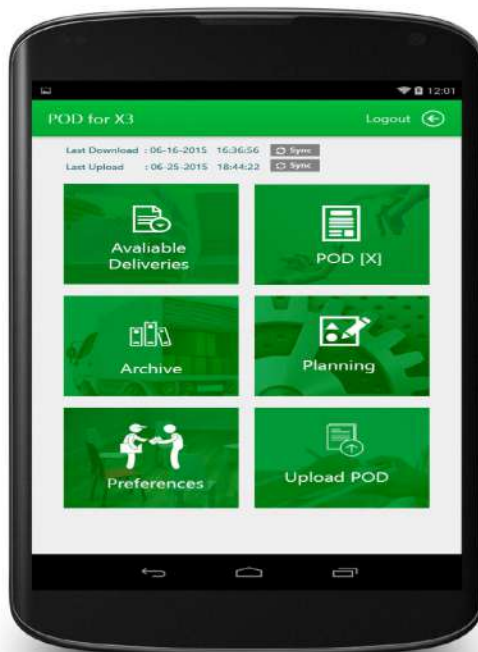 12:01
POD for X3
Logout
Last Download : 06-16-2015 16:36:56 Sync
Last Upload : 06-25-2015 18:44:22 Sync
Avaliable
Deliveries
POD [X]
Archive
Planning
Preferences
Upload POD